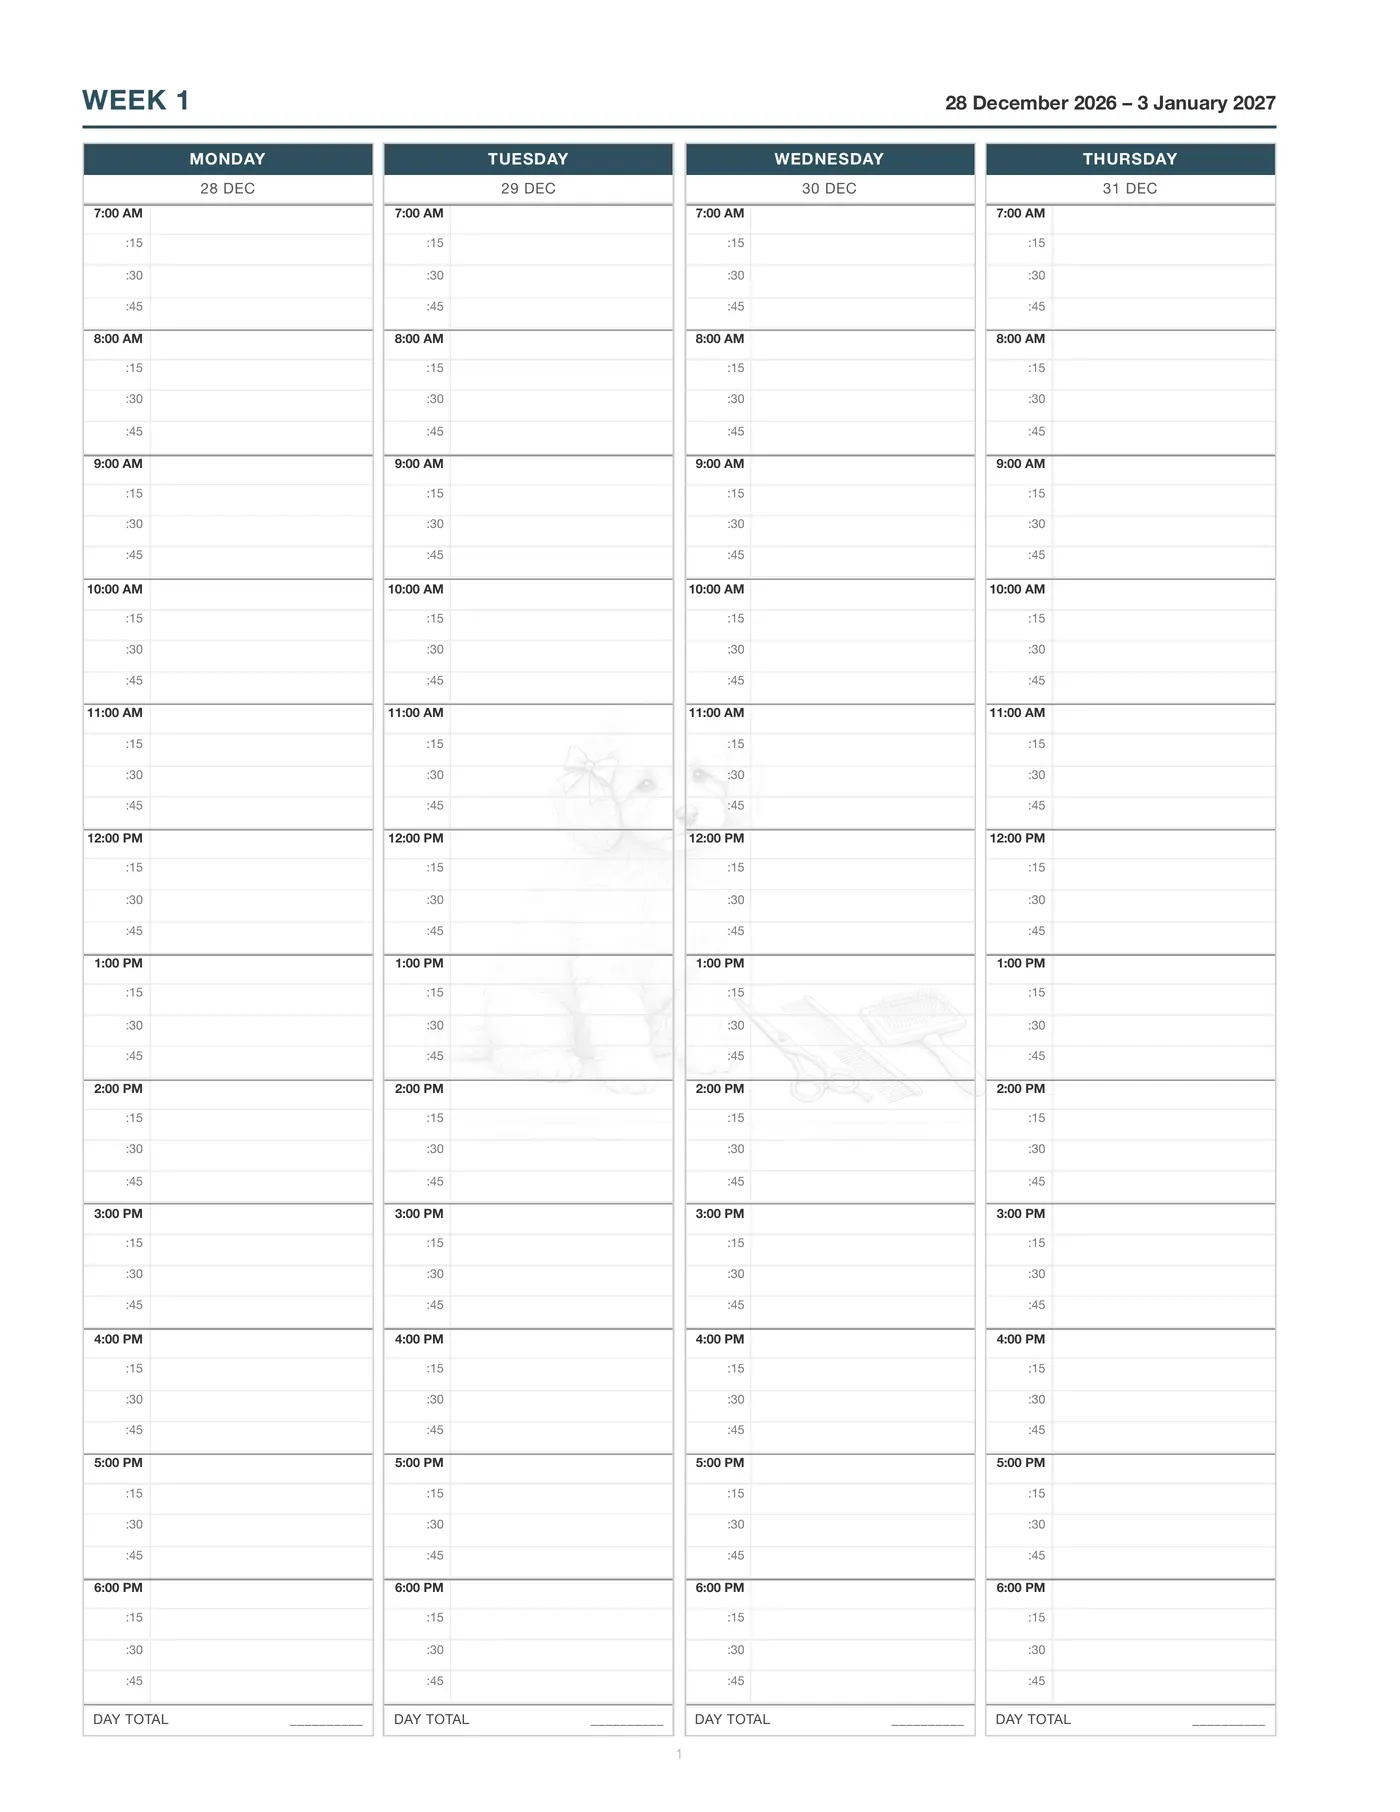 WEEK 1
28 December 2026 – 3 January 2027
MONDAY TUESDAY WEDNESDAY THURSDAY
28 DEC 29 DEC 30 DEC 31 DEC
7:00 AM 7:00 AM 7:00 AM 7:00 AM
:15 :15 :15 :15
:30 :30 :30 :30
:45 :45 :45 :45
8:00 AM 8:00 AM 8:00 AM 8:00 AM
:15 :15 :15 :15
:30 :30 :30 :30
:45 :45 :45 :45
9:00 AM 9:00 AM 9:00 AM 9:00 AM
:15 :15 :15 :15
:30 :30 :30 :30
:45 :45 :45 :45
10:00 AM 10:00 AM 10:00 AM 10:00 AM
:15 :15 :15 :15
:30 :30 :30 :30
:45 :45 :45 :45
11:00 AM 11:00 AM 11:00 AM 11:00 AM
:15 :15 :15 :15
:30 :30 :30 :30
:45 :45 :45 :45
12:00 PM 12:00 PM 12:00 PM 12:00 PM
:15 :15 :15 :15
:30 :30 :30 :30
:45 :45 :45 :45
1:00 PM 1:00 PM 1:00 PM 1:00 PM
:15 :15 :15 :15
:30 :30 :30 :30
:45 :45 :45 :45
2:00 PM 2:00 PM 2:00 PM 2:00 PM
:15 :15 :15 :15
:30 :30 :30 :30
:45 :45 :45 :45
3:00 PM 3:00 PM 3:00 PM 3:00 PM
:15 :15 :15 :15
:30 :30 :30 :30
:45 :45 :45 :45
4:00 PM 4:00 PM 4:00 PM 4:00 PM
:15 :15 :15 :15
:30 :30 :30 :30
:45 :45 :45 :45
5:00 PM 5:00 PM 5:00 PM 5:00 PM
:15 :15 :15 :15
:30 :30 :30 :30
:45 :45 :45 :45
6:00 PM 6:00 PM 6:00 PM 6:00 PM
:15 :15 :15 :15
:30 :30 :30 :30
:45 :45 :45 :45
DAY TOTAL __________ DAY TOTAL __________ DAY TOTAL __________ DAY TOTAL __________
1